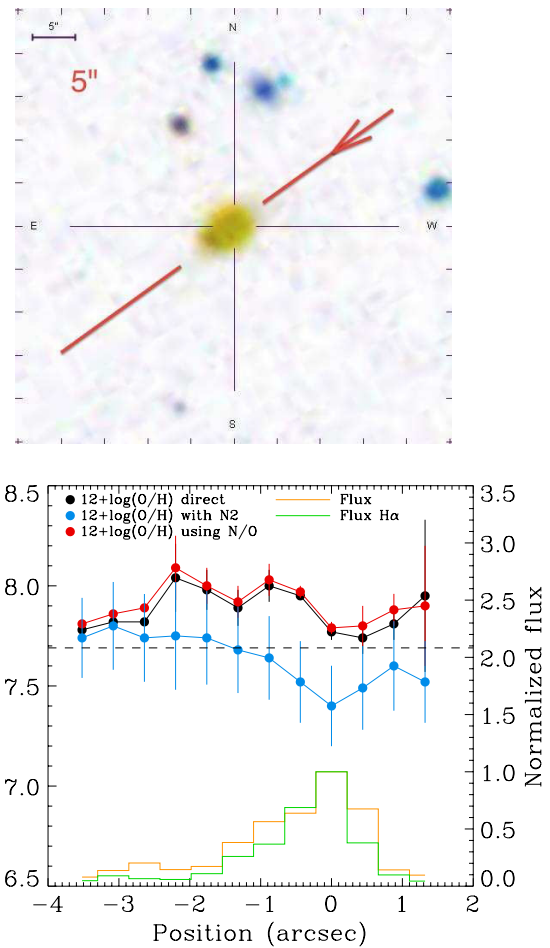 5"
N
5"
E
W
S
8.5
8.0
7.5
7.0
6.5
3.5
3.0
2.5
2.0
1.5
1.0
0.5
0.0
12+log(O/H) direct
12+log(O/H) with N2
12+log(O/H) using N/O
Flux
Flux Hα
Normalized flux
−4 −3 −2 −1 0 1 2
Position (arcsec)